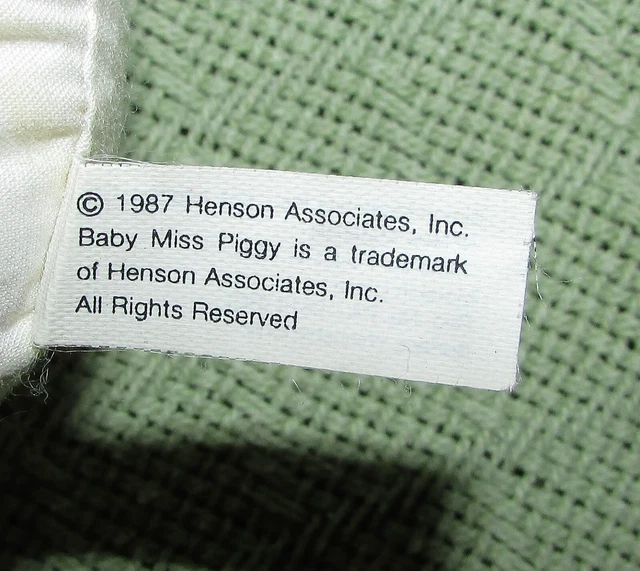 © 1987 Henson Associates, Inc.
Baby Miss Piggy is a trademark
of Henson Associates, Inc.
All Rights Reserved